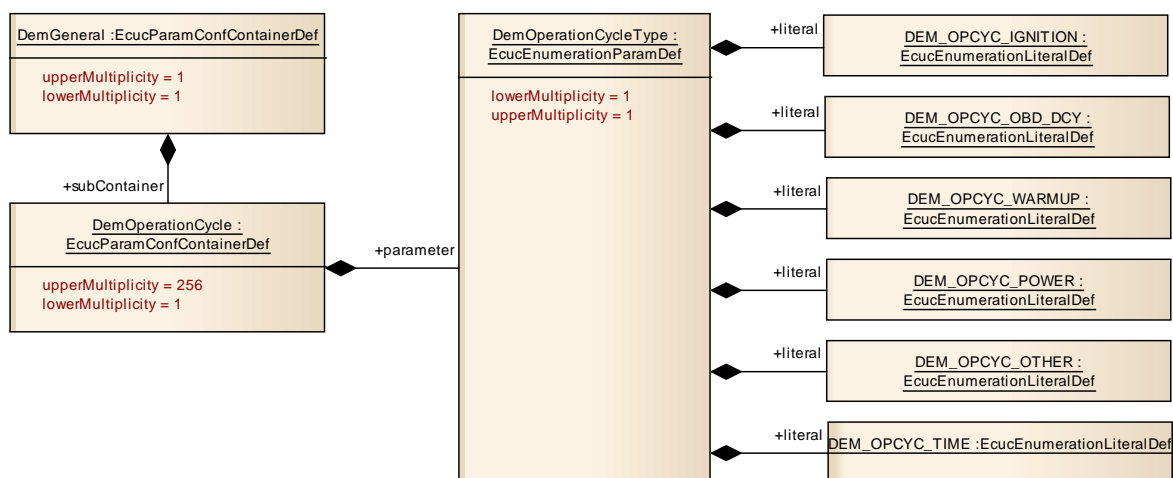 DemGeneral :EcucParamConfContainerDef
upperMultiplicity = 1
lowerMultiplicity = 1
+subContainer
DemOperationCycle :
EcucParamConfContainerDef
upperMultiplicity = 256
lowerMultiplicity = 1
+parameter
DemOperationCycleType :
EcucEnumerationParamDef
lowerMultiplicity = 1
upperMultiplicity = 1
+literal
DEM_OPCYC_IGNITION :
EcucEnumerationLiteralDef
+literal
DEM_OPCYC_OBD_DCY :
EcucEnumerationLiteralDef
+literal
DEM_OPCYC_WARMUP :
EcucEnumerationLiteralDef
+literal
DEM_OPCYC_POWER :
EcucEnumerationLiteralDef
+literal
DEM_OPCYC_OTHER :
EcucEnumerationLiteralDef
+literal
DEM_OPCYC_TIME :EcucEnumerationLiteralDef